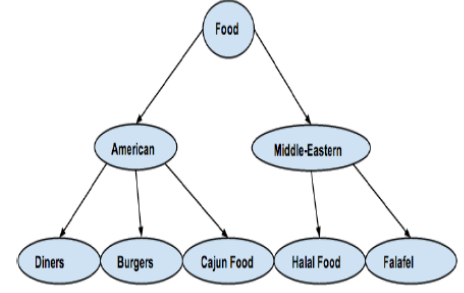 Food
American
Middle-Eastern
Diners
Burgers
Cajun Food
Halal Food
Falafel